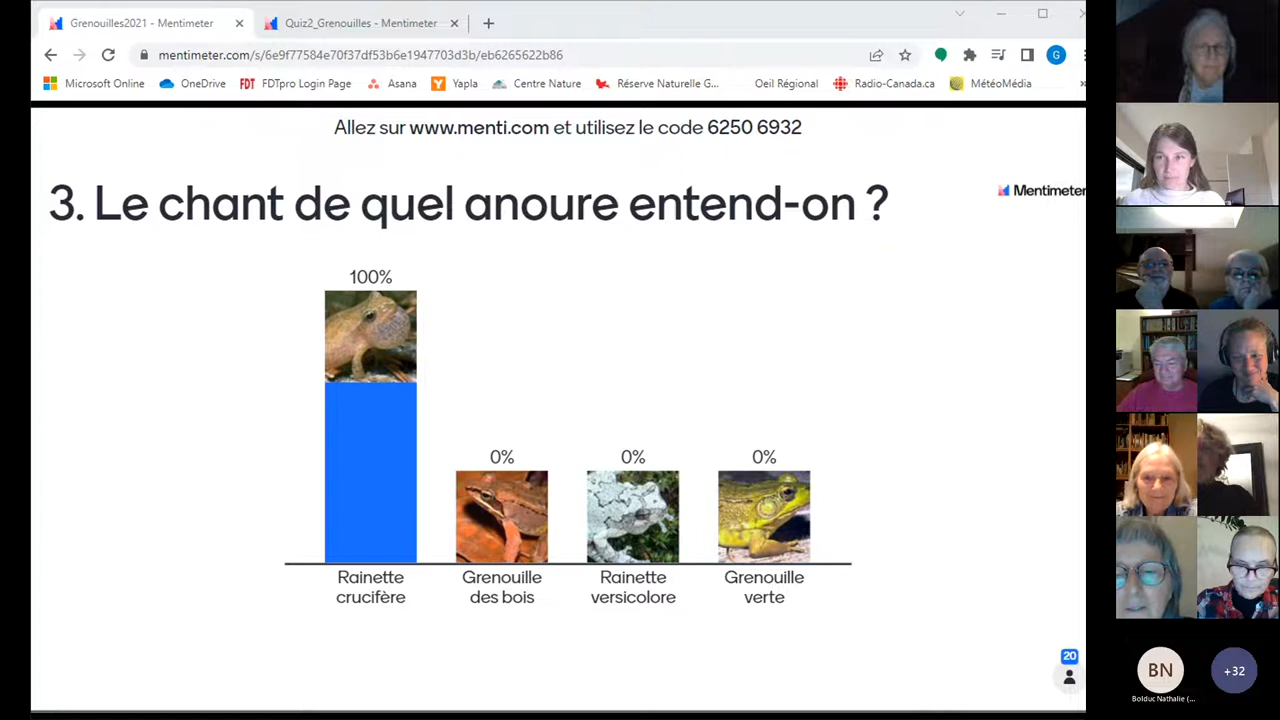 Grenouilles2021 - Mentimeter
Quiz2_Grenouilles - Mentimeter
mentimeter.com/s/6e9f77584e70f37df53b6e1947703d3b/eb6265622b86
G
Microsoft Online
OneDrive
FDT FDTpro Login Page
Asana
Y Yapla
Centre Nature
Réserve Naturelle G...
Oeil Régional
Radio-Canada.ca
MétéoMédia
Allez sur www.menti.com et utilisez le code 6250 6932
3. Le chant de quel anoure entend-on ?
Mentimeter
100%
0%
0%
0%
Rainette
crucifère
Grenouille
des bois
Rainette
versicolore
Grenouille
verte
20
BN
Bolduc Nathalie (...
+32